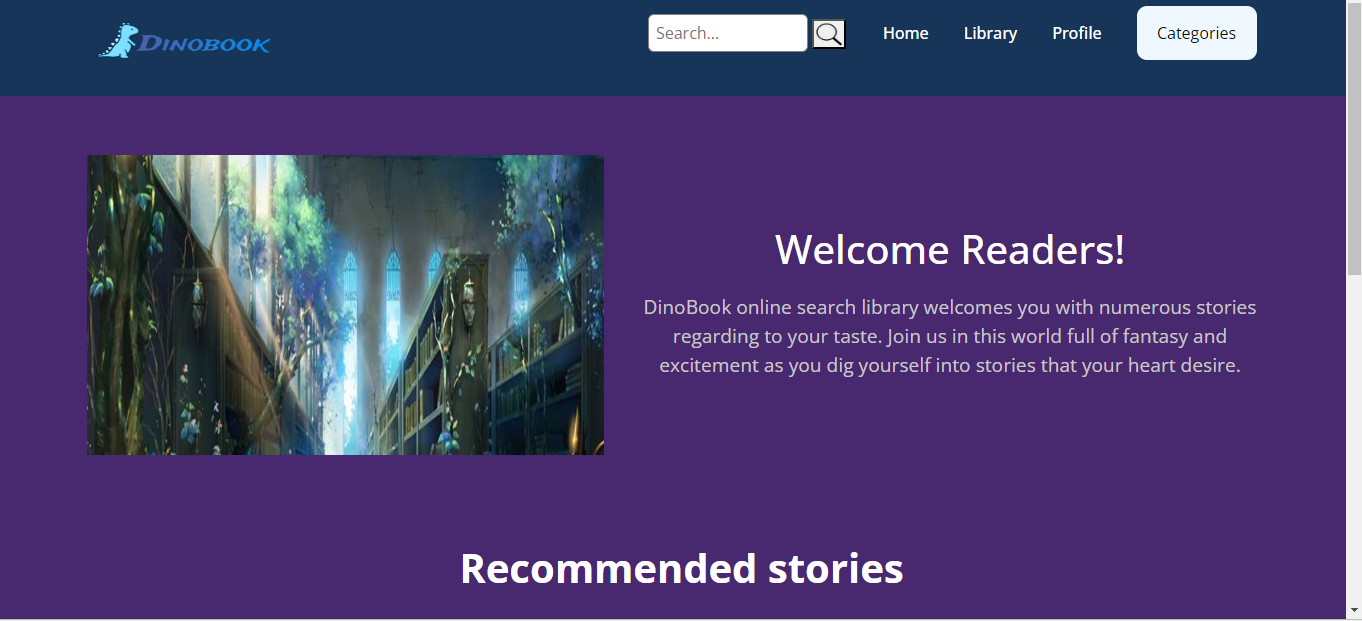 DINOBOOK
Search...
Home
Library
Profile
Categories
Welcome Readers!
DinoBook online search library welcomes you with numerous stories
regarding to your taste. Join us in this world full of fantasy and
excitement as you dig yourself into stories that your heart desire.
Recommended stories